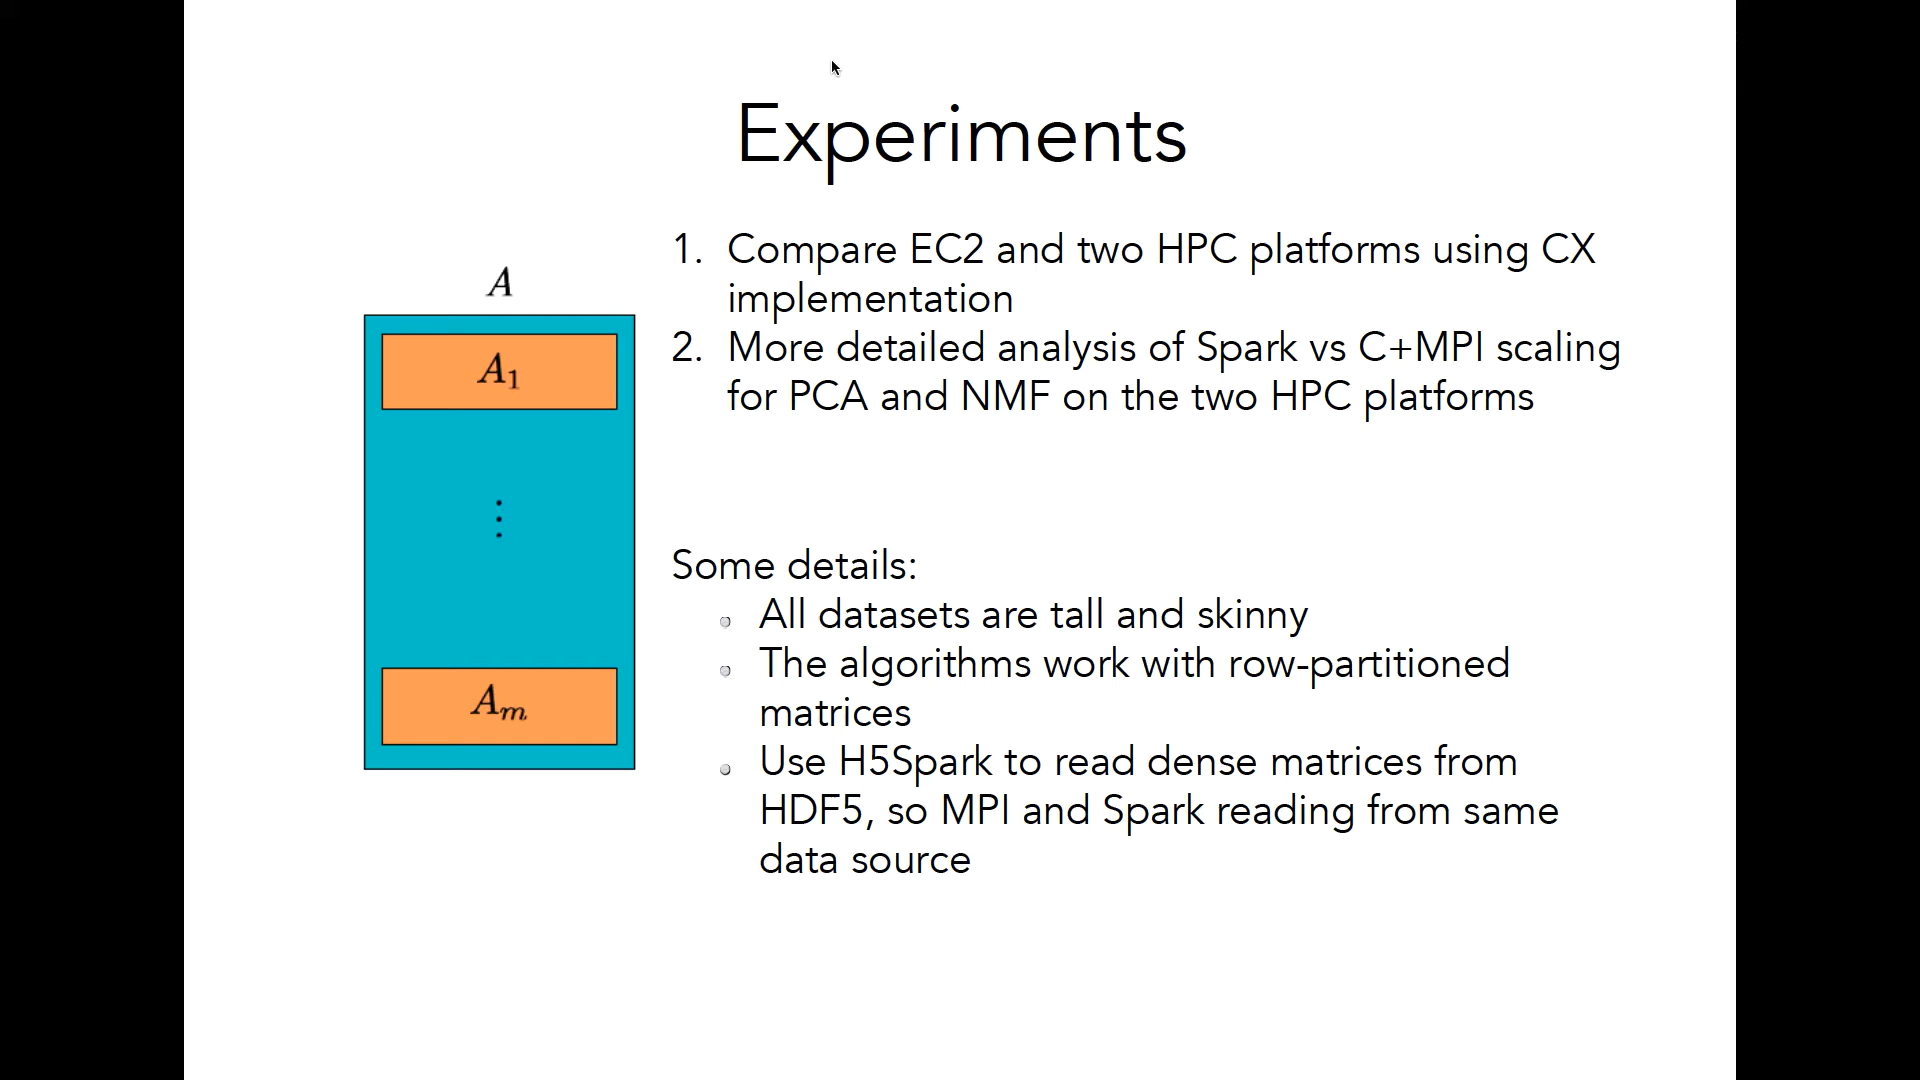 Experiments
A
A₁
⋮
Aₘ
1. Compare EC2 and two HPC platforms using CX
implementation
2. More detailed analysis of Spark vs C+MPI scaling
for PCA and NMF on the two HPC platforms
Some details:
All datasets are tall and skinny
The algorithms work with row-partitioned
matrices
Use H5Spark to read dense matrices from
HDF5, so MPI and Spark reading from same
data source